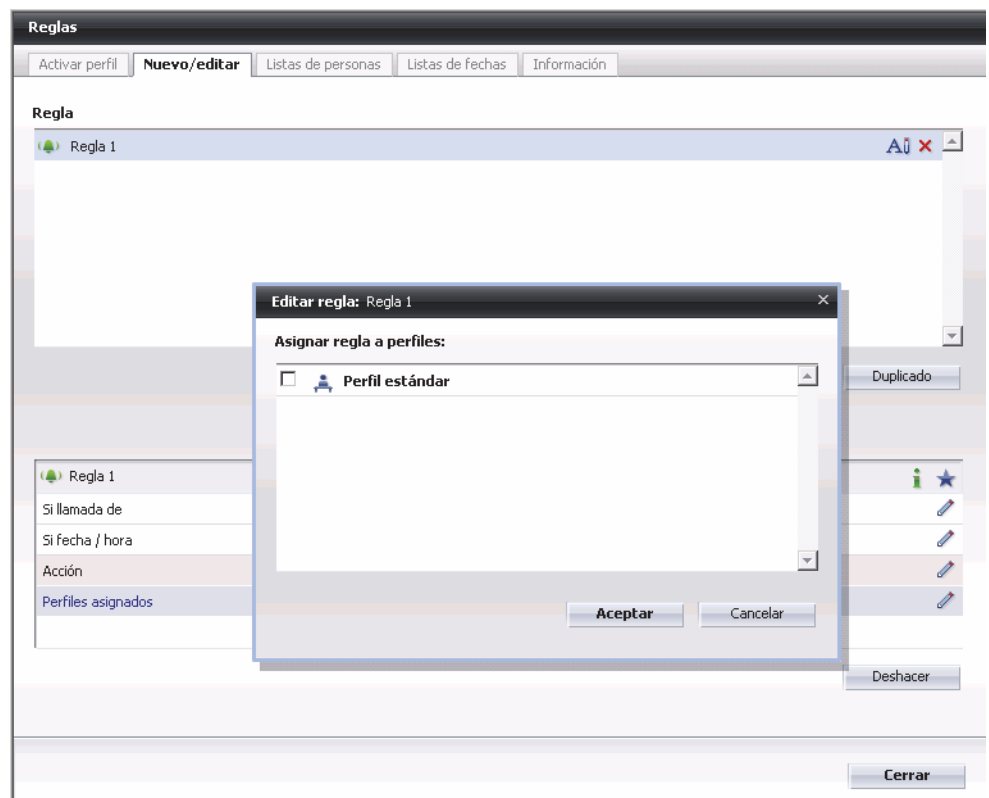 Reglas
Activar perfil Nuevo/editar Listas de personas Listas de fechas Información
Regla
Regla 1
Editar regla: Regla 1
Asignar regla a perfiles:
Perfil estándar
Duplicado
Regla 1
Si llamada de
Si fecha / hora
Acción
Perfiles asignados
Aceptar Cancelar
Deshacer
Cerrar